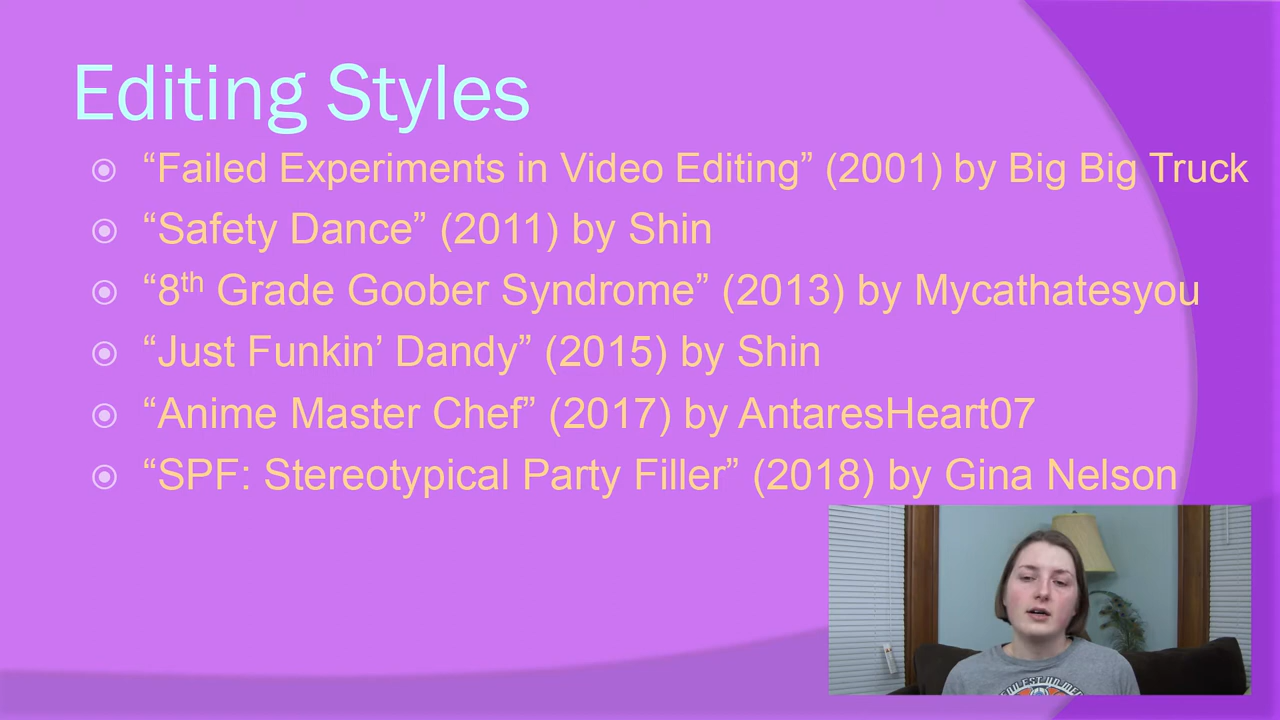 Editing Styles
“Failed Experiments in Video Editing” (2001) by Big Big Truck
“Safety Dance” (2011) by Shin
“8th Grade Goober Syndrome” (2013) by Mycathatesyou
“Just Funkin’ Dandy” (2015) by Shin
“Anime Master Chef” (2017) by AntaresHeart07
“SPF: Stereotypical Party Filler” (2018) by Gina Nelson